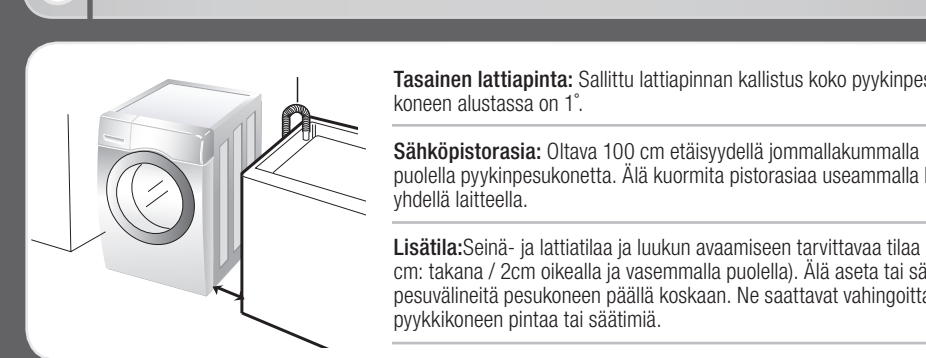 Tasainen lattiapinta: Sallittu lattiapinnan kallistus koko pyykinpes
koneen alustassa on 1˚.
Sähköpistorasia: Oltava 100 cm etäisyydellä jommallakummalla
puolella pyykinpesukonetta. Älä kuormita pistorasiaa useammalla
yhdellä laitteella.
Lisätila:Seinä- ja lattiatilaa ja luukun avaamiseen tarvittavaa tilaa
cm: takana / 2cm oikealla ja vasemmalla puolella). Älä aseta tai sä
pesuvälineitä pesukoneen päällä koskaan. Ne saattavat vahingoitta
pyykkikoneen pintaa tai säätimiä.